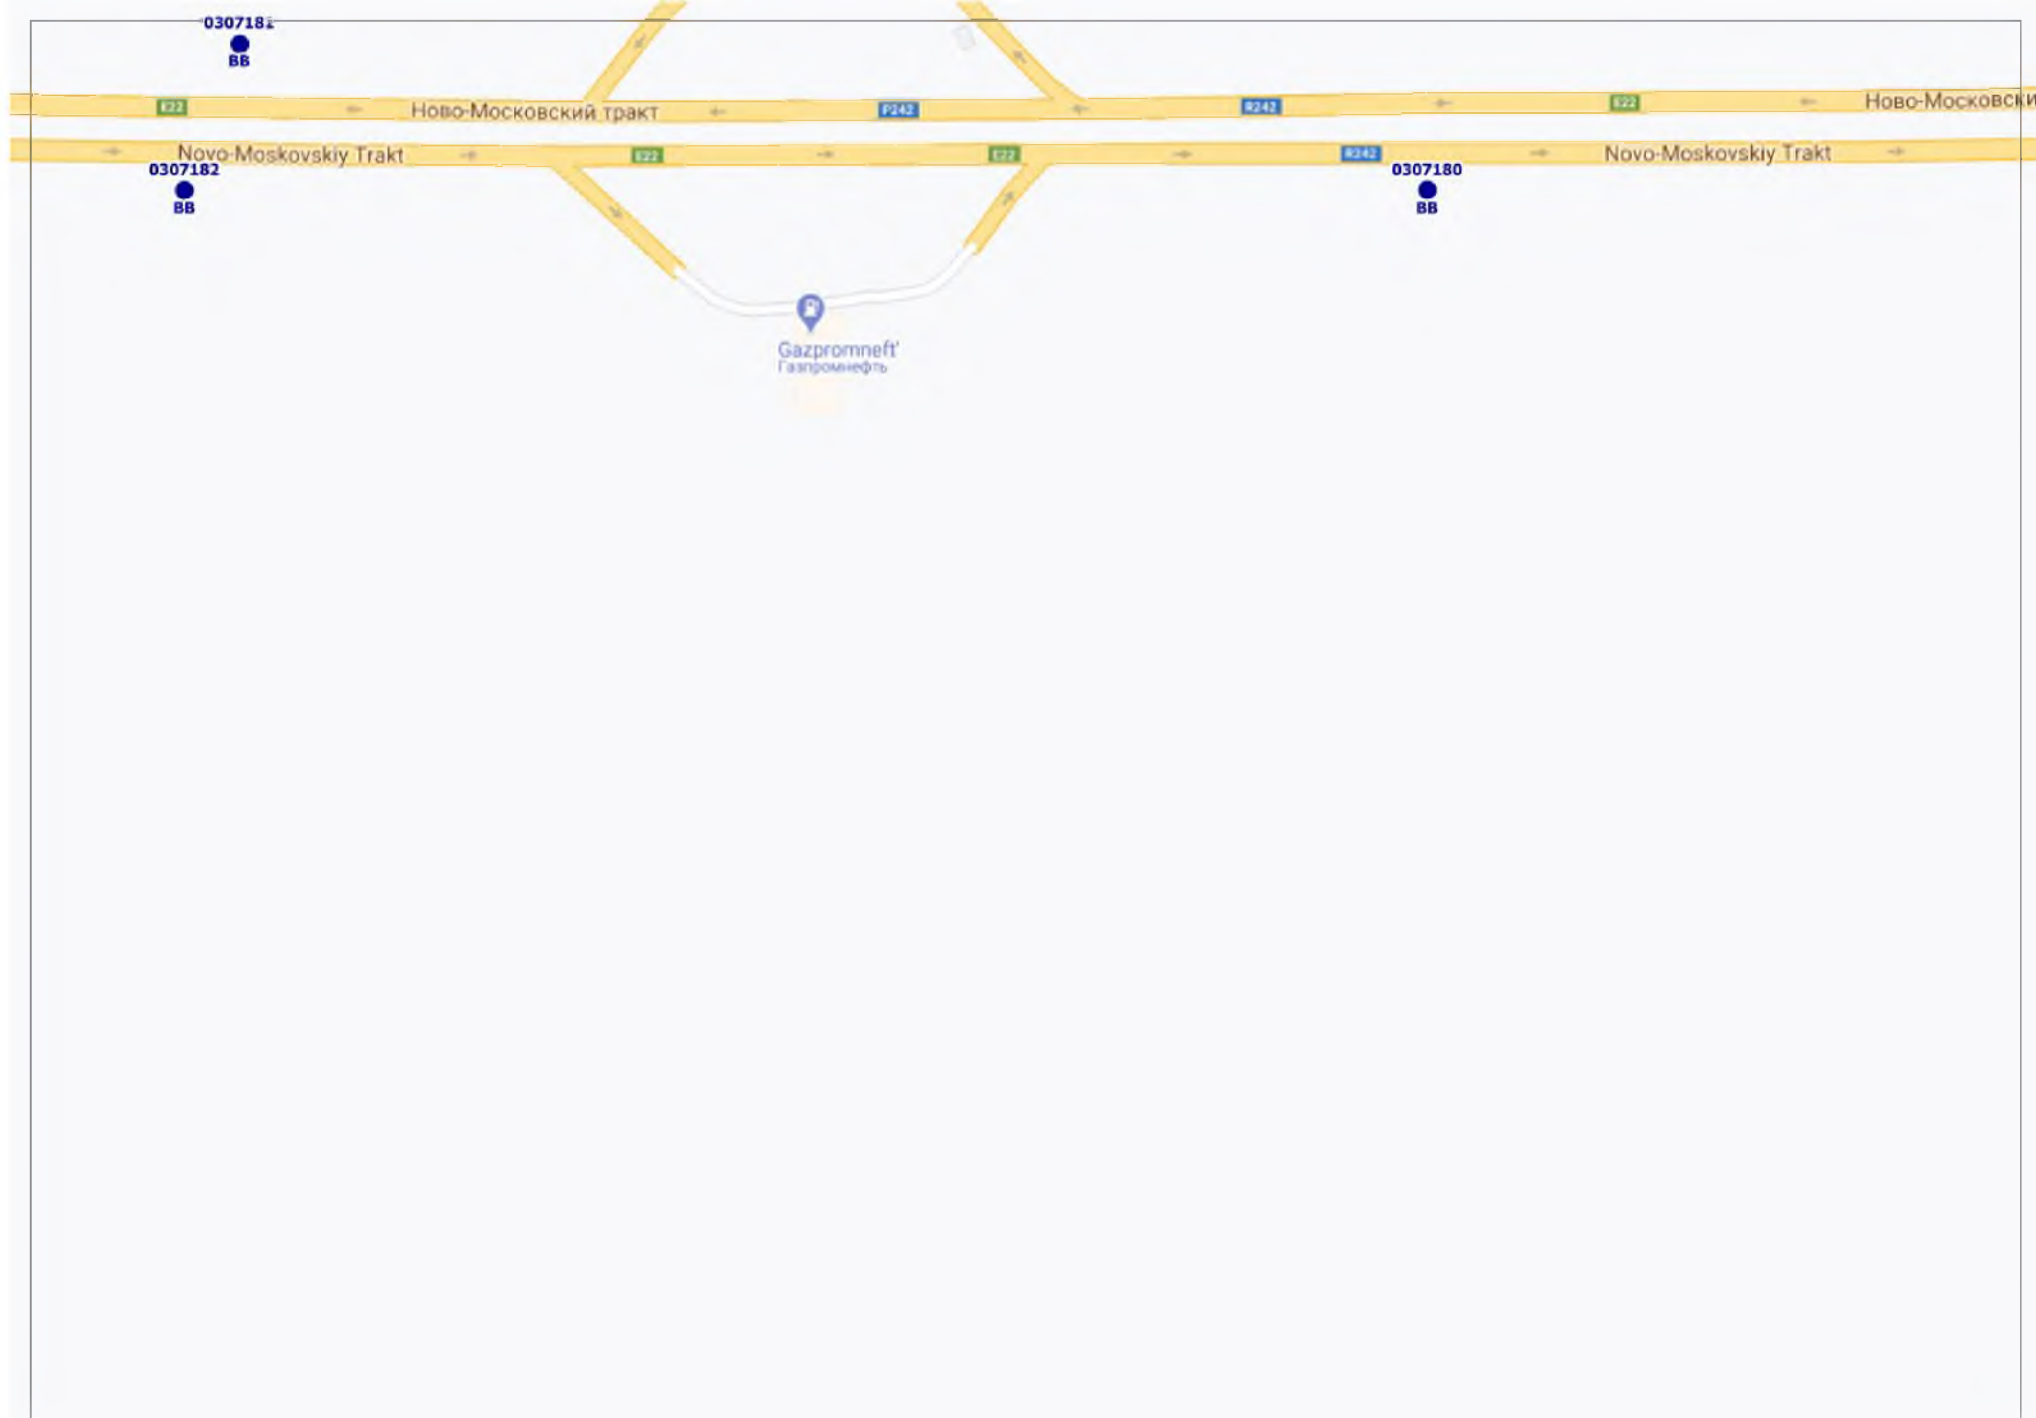 0307181
BB
E22
Ново-Московский тракт
P242
R242
E22
Ново-Московски
Novo-Moskovskiy Trakt
E22
E22
R242
Novo-Moskovskiy Trakt
0307182
BB
0307180
BB
Gazpromneft'
Газпромнефть